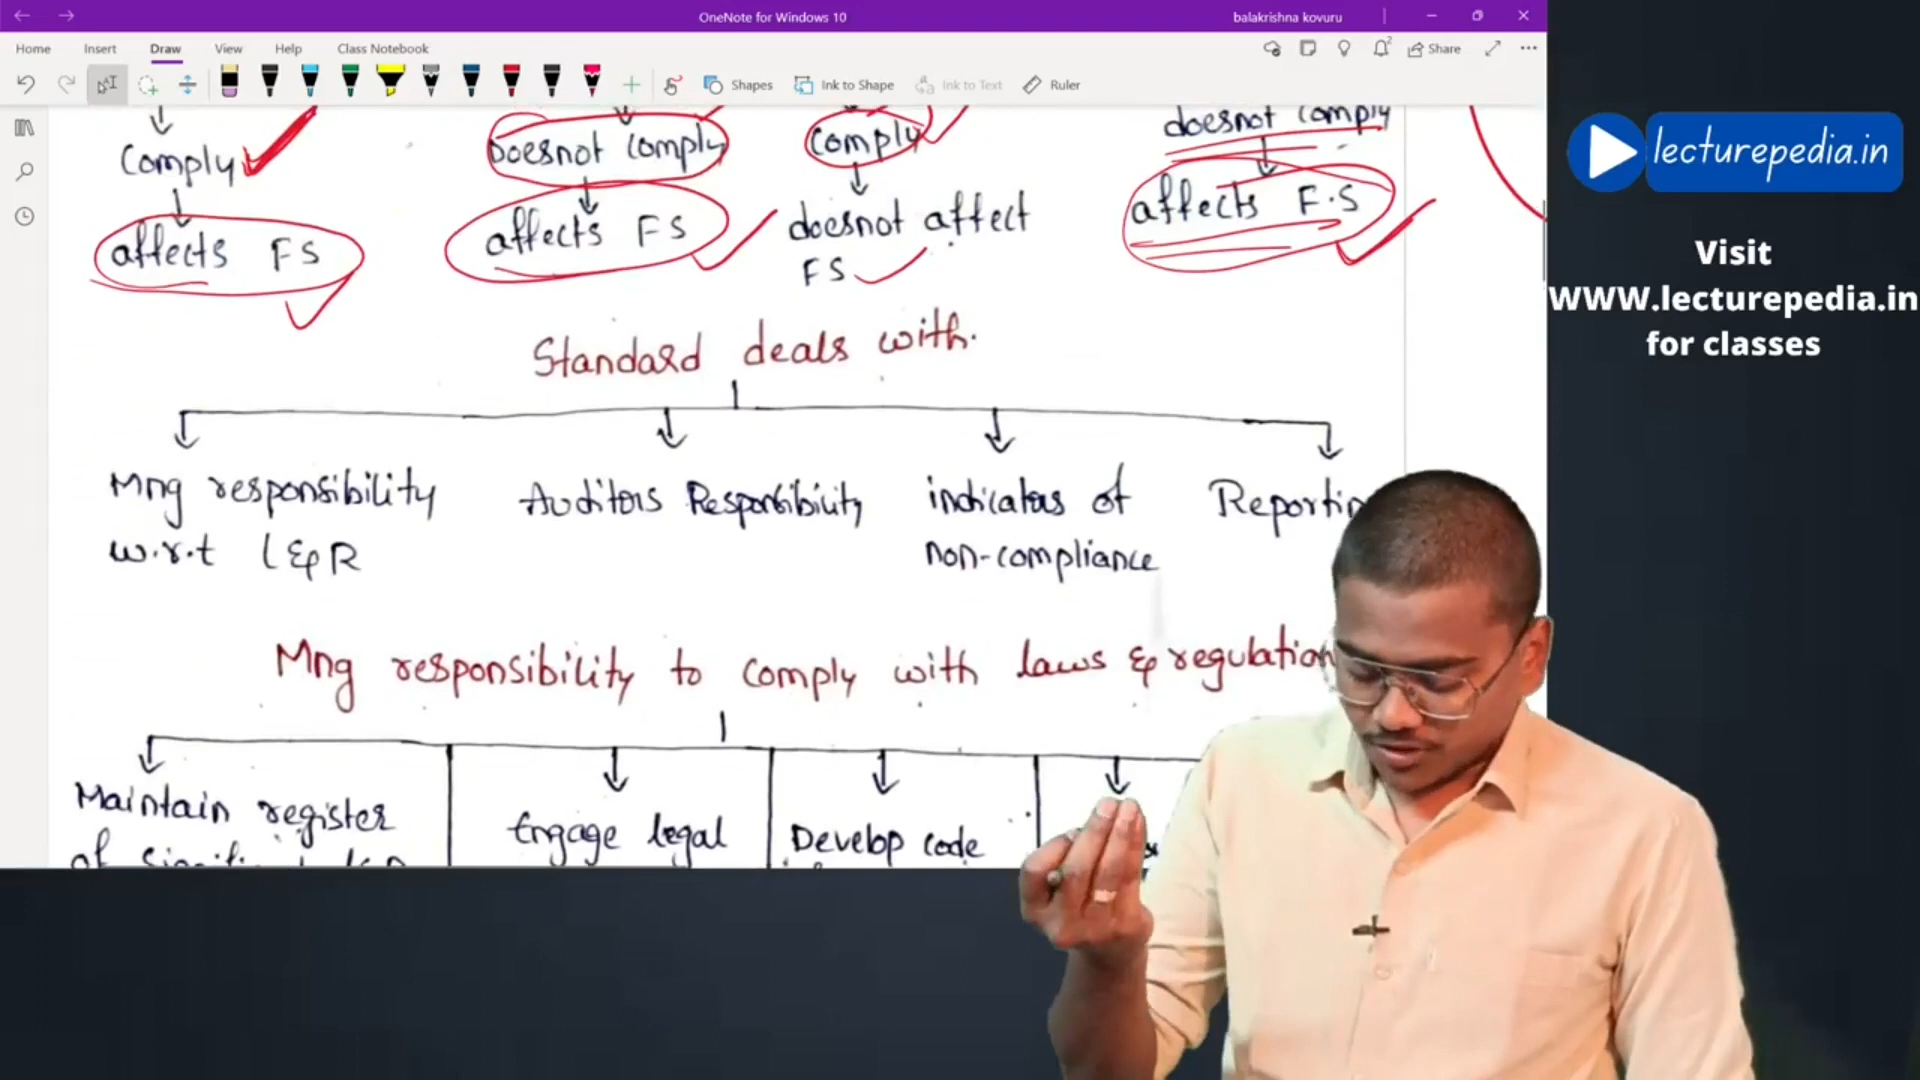 OneNote for Windows 10
balakrishna kovuru
Home Insert Draw View Help Class Notebook
Share
Shapes
Ink to Shape
Ink to Text
Ruler
Comply
Doesnot Comply
Comply
doesnot comply
affects FS
affects FS
doesnot affect
FS
affects F.S
Standard deals with.
Mng responsibility
w.r.t L & R
Auditors Responsibility
indicators of
non-compliance
Mng responsibility to comply with laws & regulation
Maintain register
of
Engage legal
Develop code
lecturepedia.in
Visit
WWW.lecturepedia.in
for classes